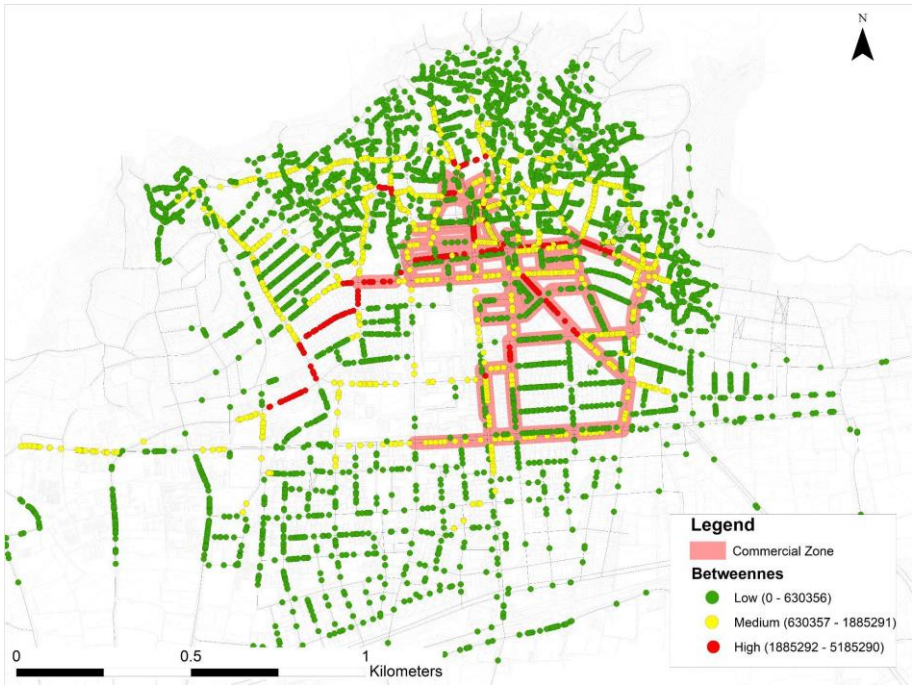 N
Legend
Commercial Zone
Betweennes
Low (0 - 630356)
Medium (630357 - 1885291)
High (1885292 - 5185290)
0 0.5 1
Kilometers